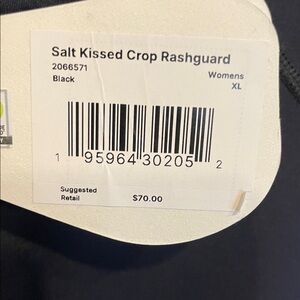 Salt Kissed Crop Rashguard
2066571
Womens
Black
XL
1 95964 30205 2
Suggested
Retail $70.00